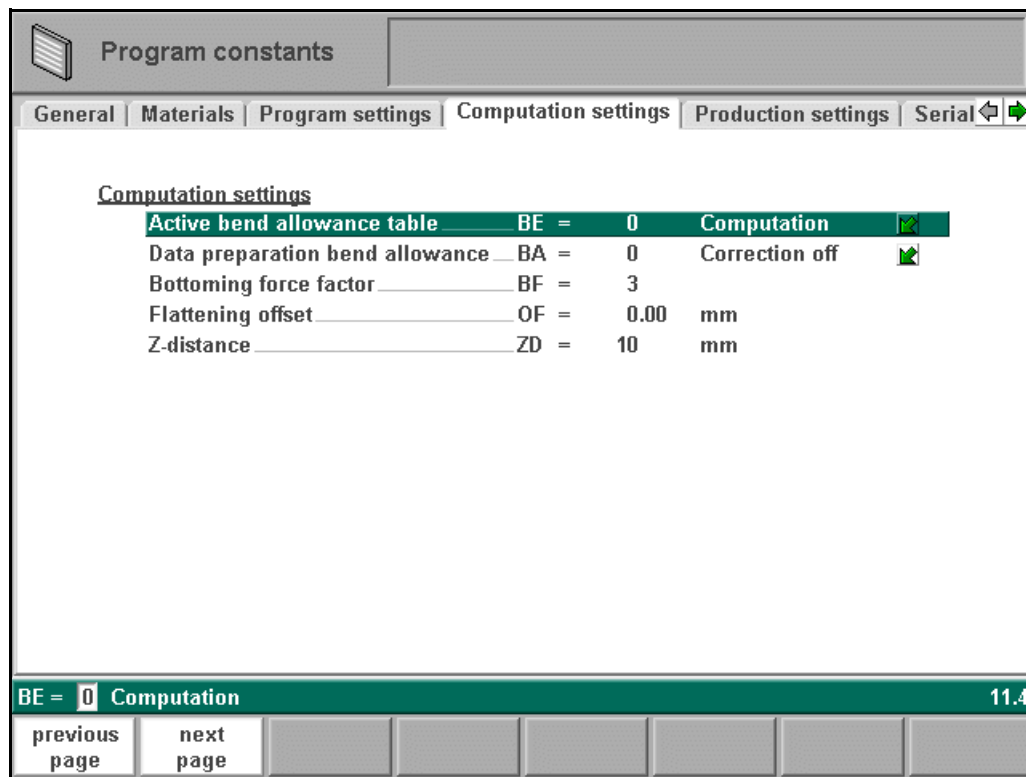 Program constants
General | Materials | Program settings | Computation settings | Production settings | Serial
Computation settings
Active bend allowance table BE = 0 Computation
Data preparation bend allowance BA = 0 Correction off
Bottoming force factor BF = 3
Flattening offset OF = 0.00 mm
Z-distance ZD = 10 mm
BE = 0 Computation 11.4
previous page
next page